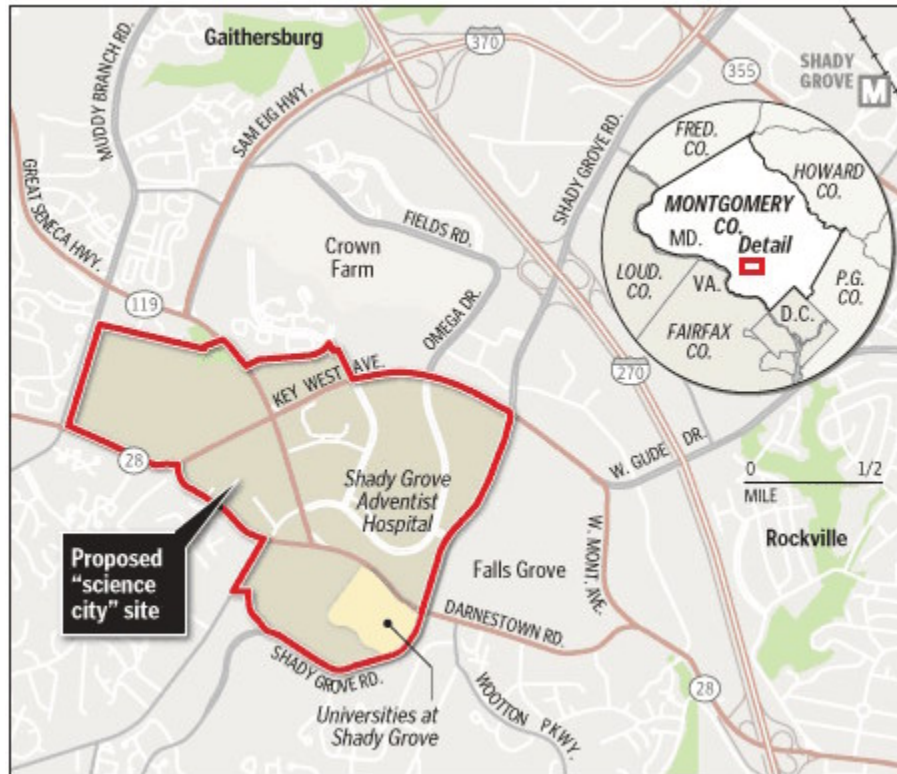 Gaithersburg
370
355
SHADY
GROVE
M
MUDDY BRANCH RD.
SAM EIG HWY.
SHADY GROVE RD.
GREAT SENECA HWY.
FIELDS RD.
Crown
Farm
119
OMEGA DR.
FRED.
CO.
HOWARD
CO.
MONTGOMERY
CO.
MD.
Detail
LOUD.
CO.
VA.
P.G.
CO.
D.C.
FAIRFAX
CO.
270
KEY WEST AVE.
28
Shady Grove
Adventist
Hospital
W. GUDE DR.
0 1/2
MILE
Rockville
Proposed
“science
city” site
Falls Grove
W. MONT. AVE.
DARNESTOWN RD.
SHADY GROVE RD.
Universities at
Shady Grove
WOOTTON PKWY.
28